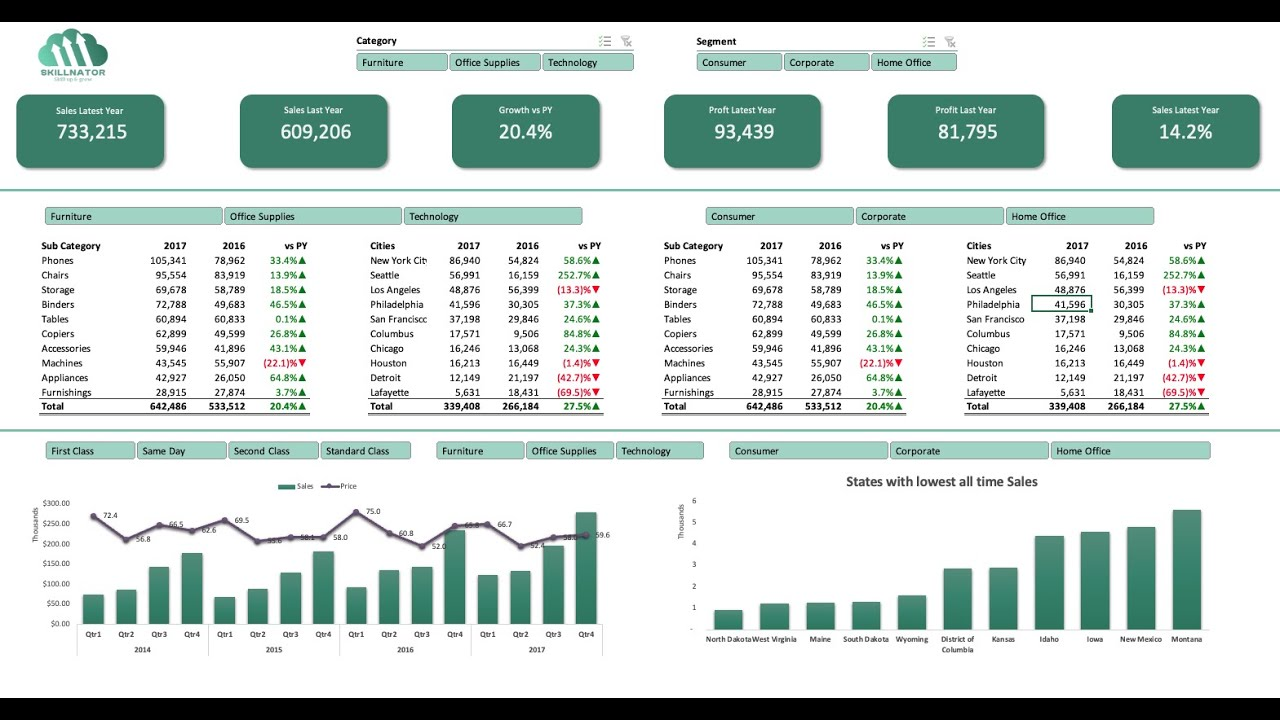 SKILLNATOR
Skill up & grow
Category
Furniture Office Supplies Technology
Segment
Consumer Corporate Home Office
Sales Latest Year
733,215
Sales Last Year
609,206
Growth vs PY
20.4%
Proft Latest Year
93,439
Profit Last Year
81,795
Sales Latest Year
14.2%
Furniture Office Supplies Technology
Consumer Corporate Home Office
Sub Category 2017 2016 vs PY
Phones 105,341 78,962 33.4%▲
Chairs 95,554 83,919 13.9%▲
Storage 69,678 58,789 18.5%▲
Binders 72,788 49,683 46.5%▲
Tables 60,894 60,833 0.1%▲
Copiers 62,899 49,599 26.8%▲
Accessories 59,946 41,896 43.1%▲
Machines 43,545 55,907 (22.1)%▼
Appliances 42,927 26,050 64.8%▲
Furnishings 28,915 27,874 3.7%▲
Total 642,486 533,512 20.4%▲
Cities 2017 2016 vs PY
New York Cit 86,940 54,824 58.6%▲
Seattle 56,991 16,159 252.7%▲
Los Angeles 48,876 56,399 (13.3)%▼
Philadelphia 41,596 30,305 37.3%▲
San Francisc 37,198 29,846 24.6%▲
Columbus 17,571 9,506 84.8%▲
Chicago 16,246 13,068 24.3%▲
Houston 16,213 16,449 (1.4)%▼
Detroit 12,149 21,197 (42.7)%▼
Lafayette 5,631 18,431 (69.5)%▼
Total 339,408 266,184 27.5%▲
Sub Category 2017 2016 vs PY
Phones 105,341 78,962 33.4%▲
Chairs 95,554 83,919 13.9%▲
Storage 69,678 58,789 18.5%▲
Binders 72,788 49,683 46.5%▲
Tables 60,894 60,833 0.1%▲
Copiers 62,899 49,599 26.8%▲
Accessories 59,946 41,896 43.1%▲
Machines 43,545 55,907 (22.1)%▼
Appliances 42,927 26,050 64.8%▲
Furnishings 28,915 27,874 3.7%▲
Total 642,486 533,512 20.4%▲
Cities 2017 2016 vs PY
New York City 86,940 54,824 58.6%▲
Seattle 56,991 16,159 252.7%▲
Los Angeles 48,876 56,399 (13.3)%▼
Philadelphia 41,596 30,305 37.3%▲
San Francisco 37,198 29,846 24.6%▲
Columbus 17,571 9,506 84.8%▲
Chicago 16,246 13,068 24.3%▲
Houston 16,213 16,449 (1.4)%▼
Detroit 12,149 21,197 (42.7)%▼
Lafayette 5,631 18,431 (69.5)%▼
Total 339,408 266,184 27.5%▲
First Class Same Day Second Class Standard Class
Furniture Office Supplies Technology
Consumer Corporate Home Office
Sales Price
Thousands
$300.00
$250.00
$200.00
$150.00
$100.00
$50.00
$0.00
72.4 56.8 66.5 62.6 69.5 58.0 75.0 60.8 52.0 66.7 52.4 59.6
Qtr1 Qtr2 Qtr3 Qtr4 Qtr1 Qtr2 Qtr3 Qtr4 Qtr1 Qtr2 Qtr3 Qtr4 Qtr1 Qtr2 Qtr3 Qtr4
2014 2015 2016 2017
States with lowest all time Sales
Thousands
6
5
4
3
2
1
-
North Dakota West Virginia Maine South Dakota Wyoming District of Kansas Idaho Iowa New Mexico Montana
Columbia